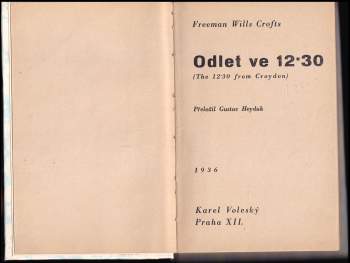 Freeman Wills Crofts
Odlet ve 12·30
(The 12·30 from Croydon)
Přeložil Gustav Heydak
1936
Karel Voleský
Praha XII.